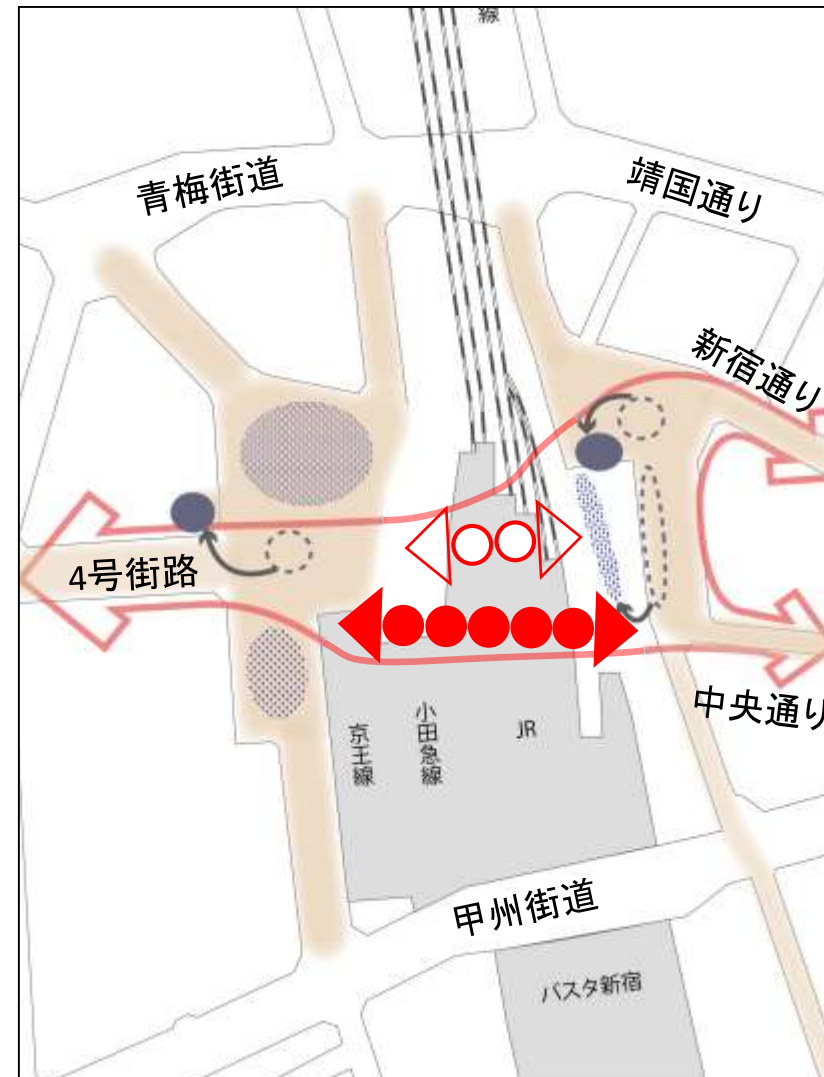 線
青梅街道
靖国通り
新宿通り
4号街路
中央通り
京王線
小田急線
JR
甲州街道
バスタ新宿